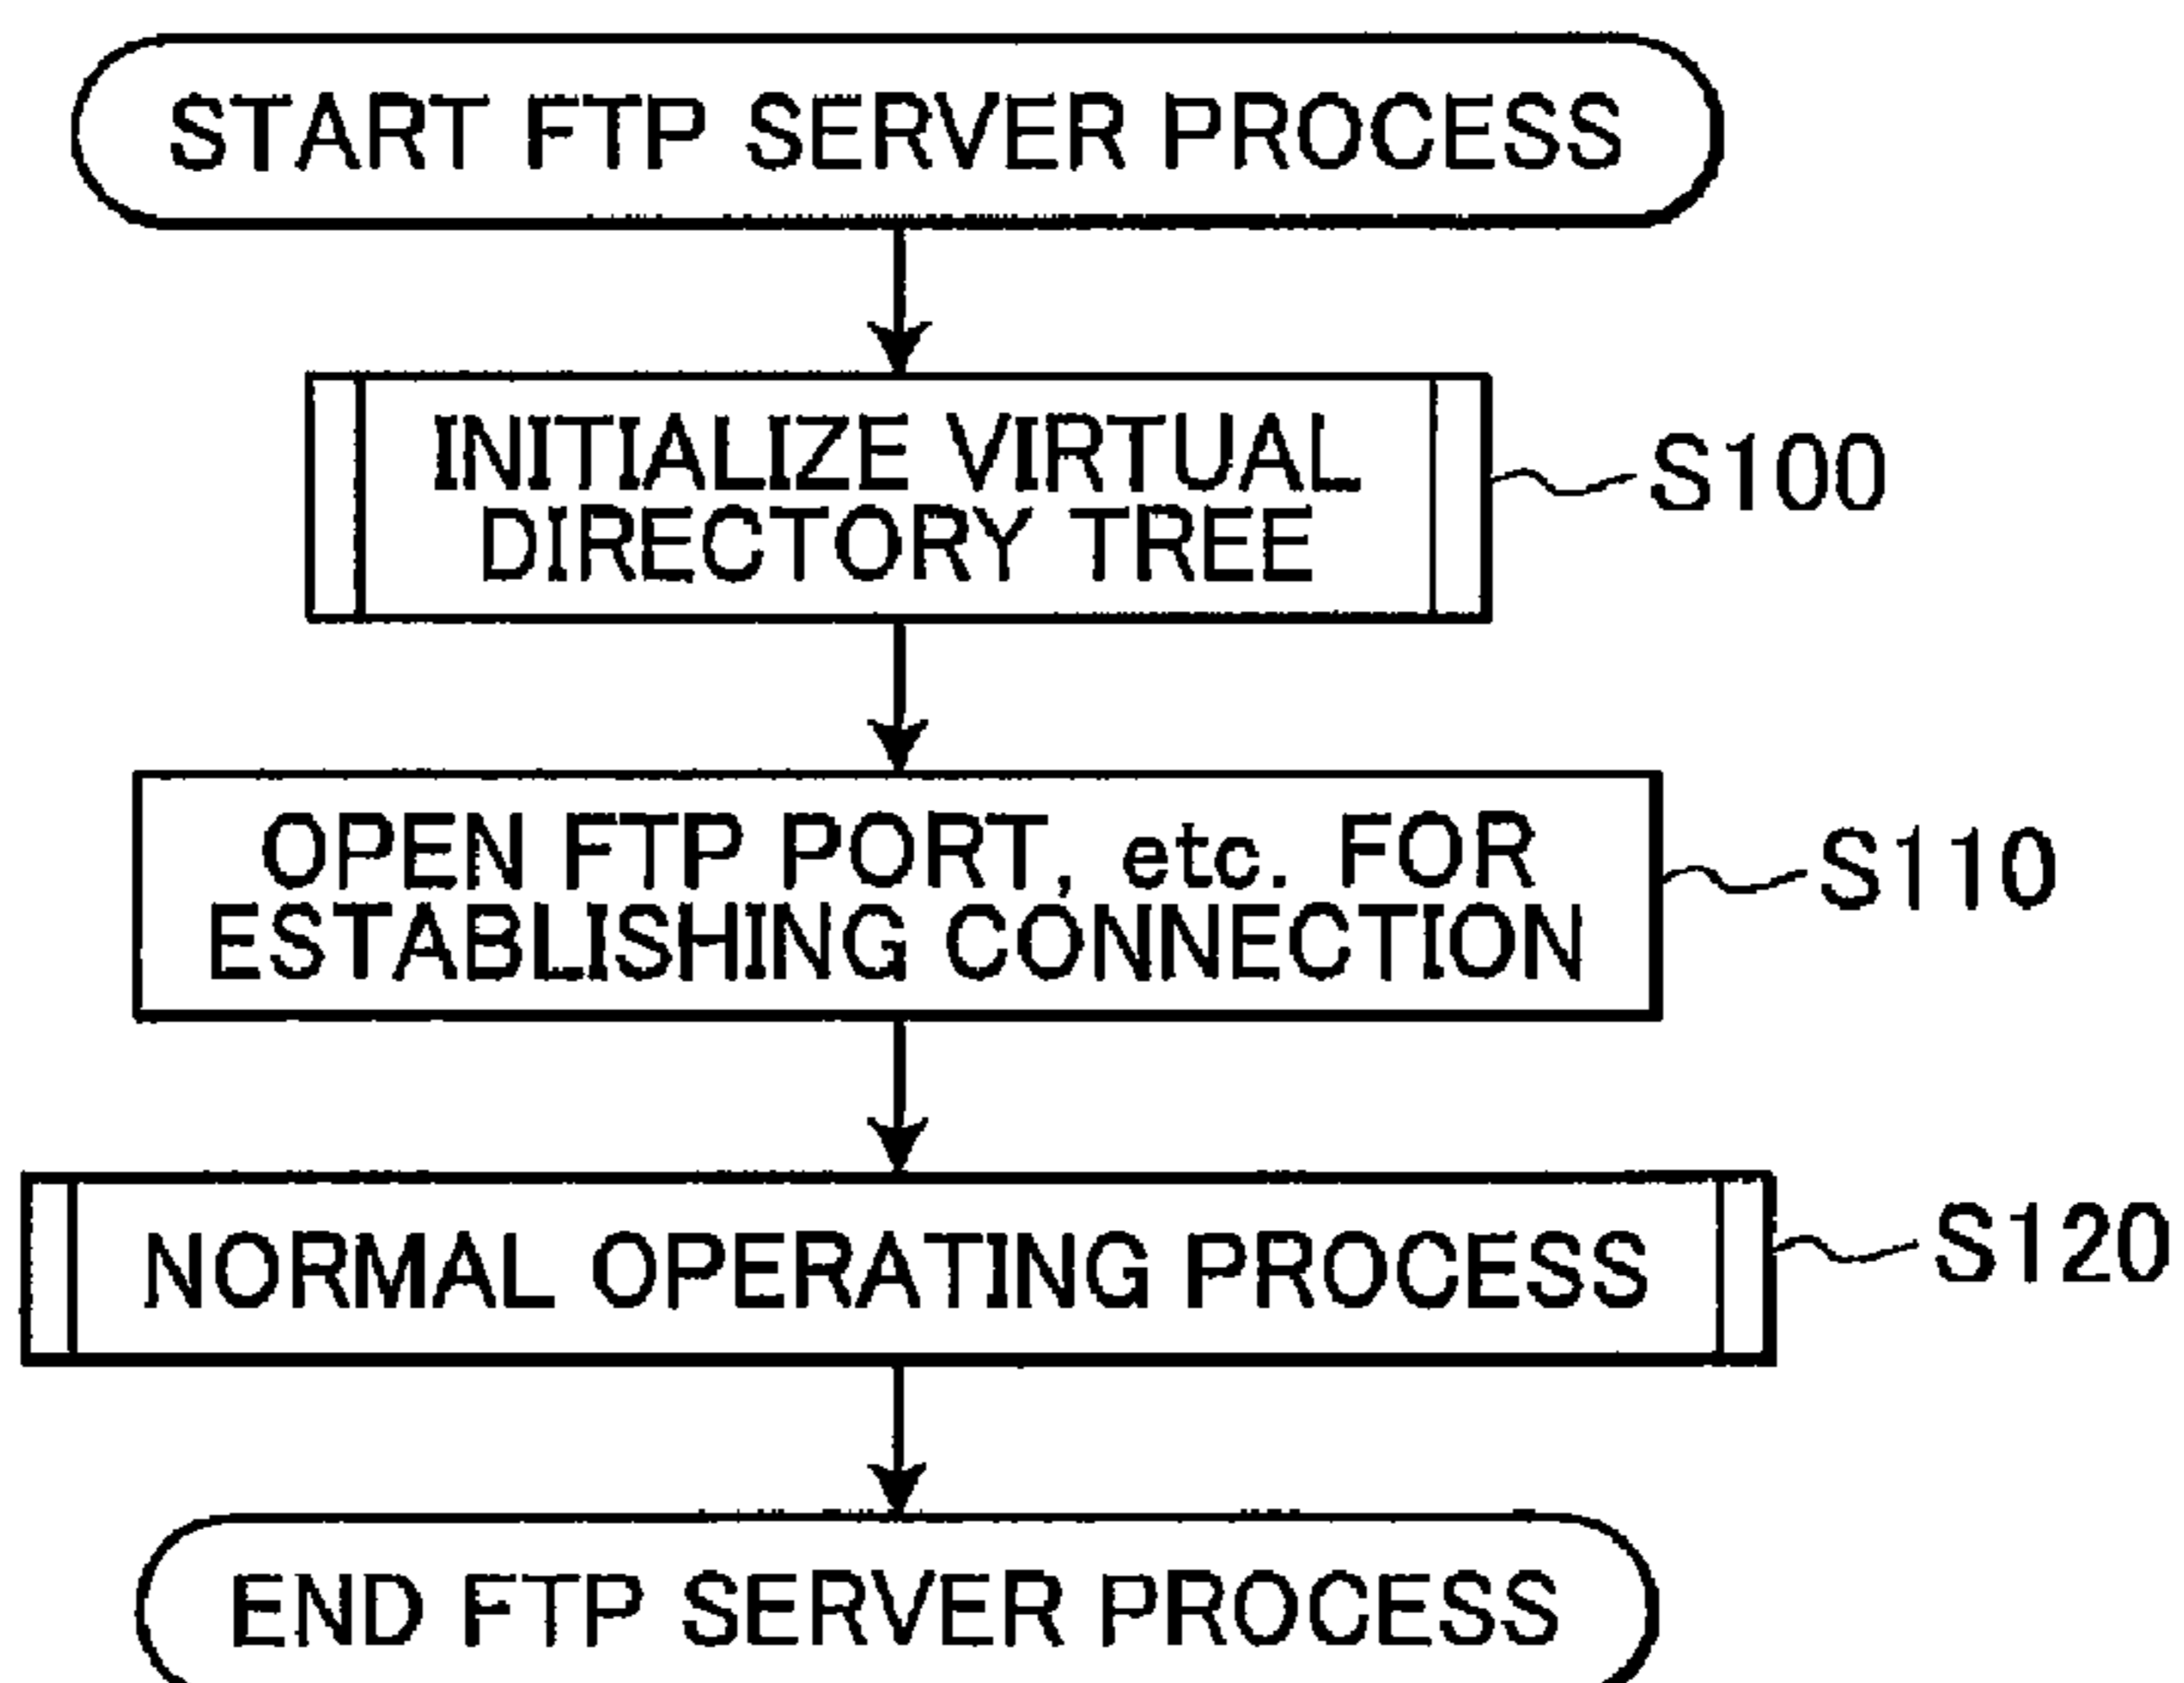 START FTP SERVER PROCESS
INITIALIZE VIRTUAL
DIRECTORY TREE
S100
OPEN FTP PORT, etc. FOR
ESTABLISHING CONNECTION
S110
NORMAL OPERATING PROCESS
S120
END FTP SERVER PROCESS